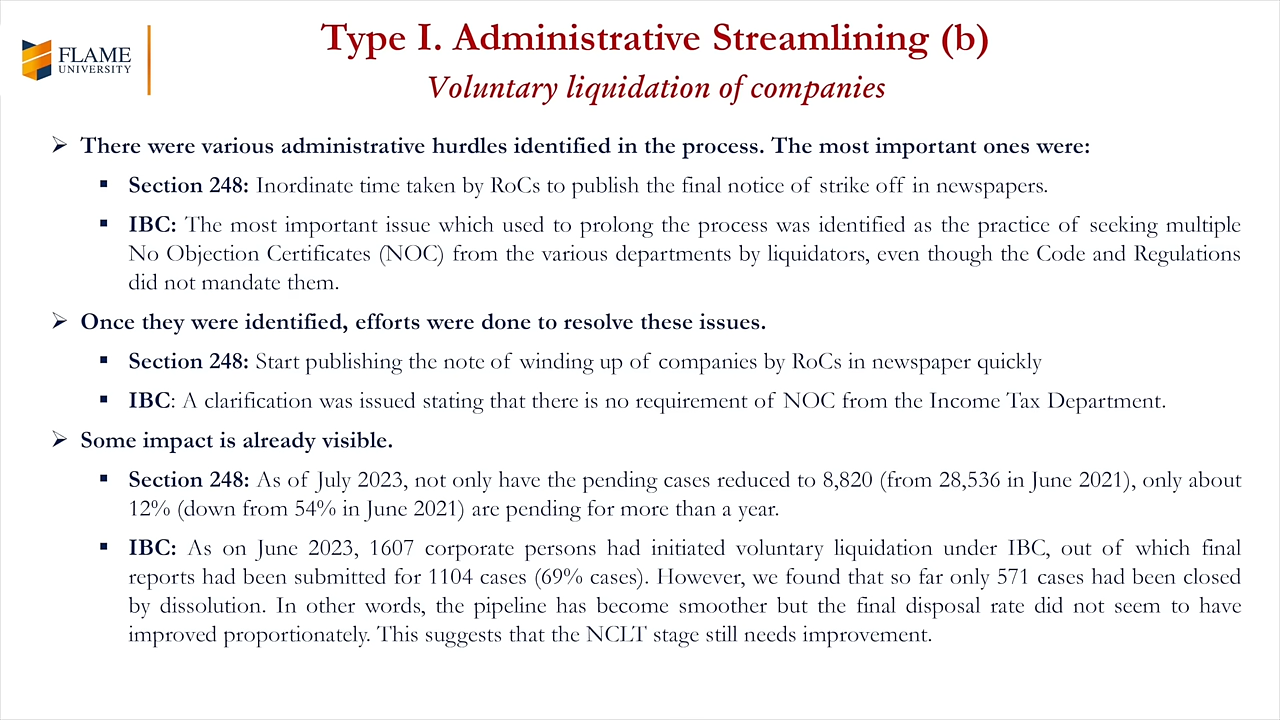 FLAME
UNIVERSITY
Type I. Administrative Streamlining (b)
Voluntary liquidation of companies
➢ There were various administrative hurdles identified in the process. The most important ones were:
▪ Section 248: Inordinate time taken by RoCs to publish the final notice of strike off in newspapers.
▪ IBC: The most important issue which used to prolong the process was identified as the practice of seeking multiple
No Objection Certificates (NOC) from the various departments by liquidators, even though the Code and Regulations
did not mandate them.
➢ Once they were identified, efforts were done to resolve these issues.
▪ Section 248: Start publishing the note of winding up of companies by RoCs in newspaper quickly
▪ IBC: A clarification was issued stating that there is no requirement of NOC from the Income Tax Department.
➢ Some impact is already visible.
▪ Section 248: As of July 2023, not only have the pending cases reduced to 8,820 (from 28,536 in June 2021), only about
12% (down from 54% in June 2021) are pending for more than a year.
▪ IBC: As on June 2023, 1607 corporate persons had initiated voluntary liquidation under IBC, out of which final
reports had been submitted for 1104 cases (69% cases). However, we found that so far only 571 cases had been closed
by dissolution. In other words, the pipeline has become smoother but the final disposal rate did not seem to have
improved proportionately. This suggests that the NCLT stage still needs improvement.